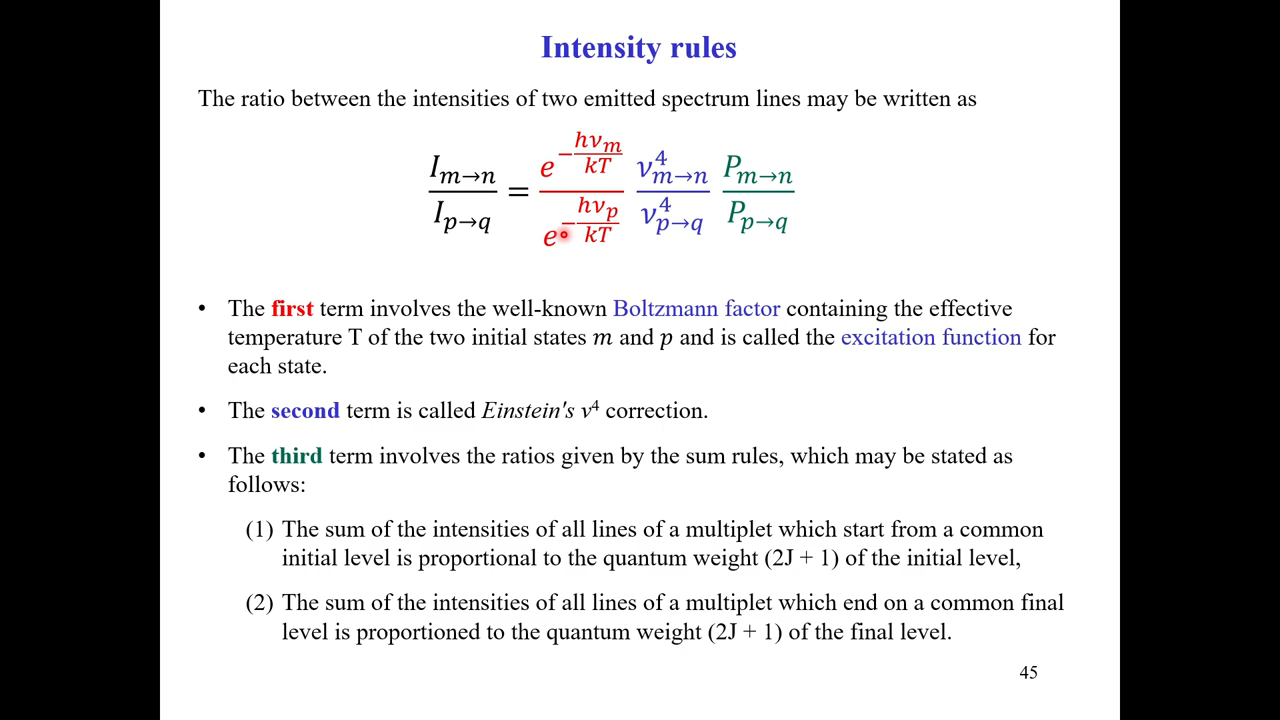 Intensity rules
The ratio between the intensities of two emitted spectrum lines may be written as
I_{m→n} / I_{p→q} = e^{-hν_m/kT} / e^{-hν_p/kT} ν^4_{m→n} / ν^4_{p→q} P_{m→n} / P_{p→q}
• The first term involves the well-known Boltzmann factor containing the effective
temperature T of the two initial states m and p and is called the excitation function for
each state.
• The second term is called Einstein's ν⁴ correction.
• The third term involves the ratios given by the sum rules, which may be stated as
follows:
(1) The sum of the intensities of all lines of a multiplet which start from a common
initial level is proportional to the quantum weight (2J + 1) of the initial level,
(2) The sum of the intensities of all lines of a multiplet which end on a common final
level is proportioned to the quantum weight (2J + 1) of the final level.
45